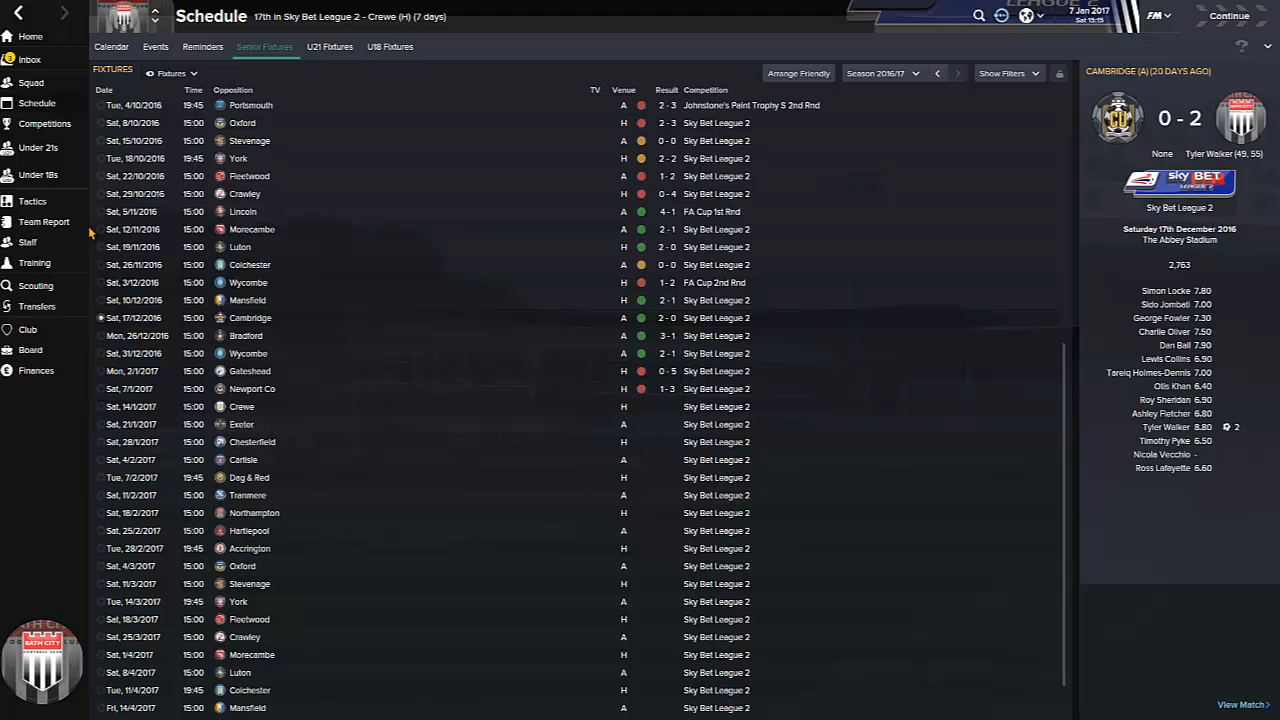 Schedule 17th in Sky Bet League 2 - Crewe (H) (7 days)
7 Jan 2017
Sat 15:15
FM
Continue
Home
Inbox
Squad
Schedule
Competitions
Under 21s
Under 18s
Tactics
Team Report
Staff
Training
Scouting
Transfers
Club
Board
Finances
BATH CITY
Calendar Events Reminders Senior Fixtures U21 Fixtures U18 Fixtures
FIXTURES Fixtures Arrange Friendly Season 2016/17 Show Filters
Date Time Opposition TV Venue Result Competition
Tue, 4/10/2016 19:45 Portsmouth A 2 - 3 Johnstone's Paint Trophy S 2nd Rnd
Sat, 8/10/2016 15:00 Oxford H 2 - 3 Sky Bet League 2
Sat, 15/10/2016 15:00 Stevenage A 0 - 0 Sky Bet League 2
Tue, 18/10/2016 19:45 York H 2 - 2 Sky Bet League 2
Sat, 22/10/2016 15:00 Fleetwood A 1 - 2 Sky Bet League 2
Sat, 29/10/2016 15:00 Crawley H 0 - 4 Sky Bet League 2
Sat, 5/11/2016 15:00 Lincoln A 4 - 1 FA Cup 1st Rnd
Sat, 12/11/2016 15:00 Morecambe A 2 - 1 Sky Bet League 2
Sat, 19/11/2016 15:00 Luton H 2 - 0 Sky Bet League 2
Sat, 26/11/2016 15:00 Colchester A 0 - 0 Sky Bet League 2
Sat, 3/12/2016 15:00 Wycombe H 1 - 2 FA Cup 2nd Rnd
Sat, 10/12/2016 15:00 Mansfield H 2 - 1 Sky Bet League 2
Sat, 17/12/2016 15:00 Cambridge A 2 - 0 Sky Bet League 2
Mon, 26/12/2016 15:00 Bradford A 3 - 1 Sky Bet League 2
Sat, 31/12/2016 15:00 Wycombe A 2 - 1 Sky Bet League 2
Mon, 2/1/2017 15:00 Gateshead H 0 - 5 Sky Bet League 2
Sat, 7/1/2017 15:00 Newport Co H 1 - 3 Sky Bet League 2
Sat, 14/1/2017 15:00 Crewe H Sky Bet League 2
Sat, 21/1/2017 15:00 Exeter A Sky Bet League 2
Sat, 28/1/2017 15:00 Chesterfield H Sky Bet League 2
Sat, 4/2/2017 15:00 Carlisle A Sky Bet League 2
Tue, 7/2/2017 19:45 Dag & Red H Sky Bet League 2
Sat, 11/2/2017 15:00 Tranmere A Sky Bet League 2
Sat, 18/2/2017 15:00 Northampton H Sky Bet League 2
Sat, 25/2/2017 15:00 Hartlepool A Sky Bet League 2
Tue, 28/2/2017 19:45 Accrington H Sky Bet League 2
Sat, 4/3/2017 15:00 Oxford A Sky Bet League 2
Sat, 11/3/2017 15:00 Stevenage H Sky Bet League 2
Tue, 14/3/2017 19:45 York A Sky Bet League 2
Sat, 18/3/2017 15:00 Fleetwood H Sky Bet League 2
Sat, 25/3/2017 15:00 Crawley A Sky Bet League 2
Sat, 1/4/2017 15:00 Morecambe H Sky Bet League 2
Sat, 8/4/2017 15:00 Luton A Sky Bet League 2
Tue, 11/4/2017 19:45 Colchester H Sky Bet League 2
Fri, 14/4/2017 15:00 Mansfield A Sky Bet League 2
CAMBRIDGE (A) (20 DAYS AGO)
CU 0 - 2
None Tyler Walker (49, 55)
sky BET
LEAGUE 2
Sky Bet League 2
Saturday 17th December 2016
The Abbey Stadium
2,763
Simon Locke 7.80
Sido Jombati 7.00
George Fowler 7.30
Charlie Oliver 7.50
Dan Ball 7.90
Lewis Collins 6.90
Tareiq Holmes-Dennis 7.00
Olis Khan 6.40
Roy Sheridan 6.90
Ashley Fletcher 6.80
Tyler Walker 8.80 2
Timothy Pyke 6.50
Nicola Vecchio -
Ross Lafayette 6.60
View Match>